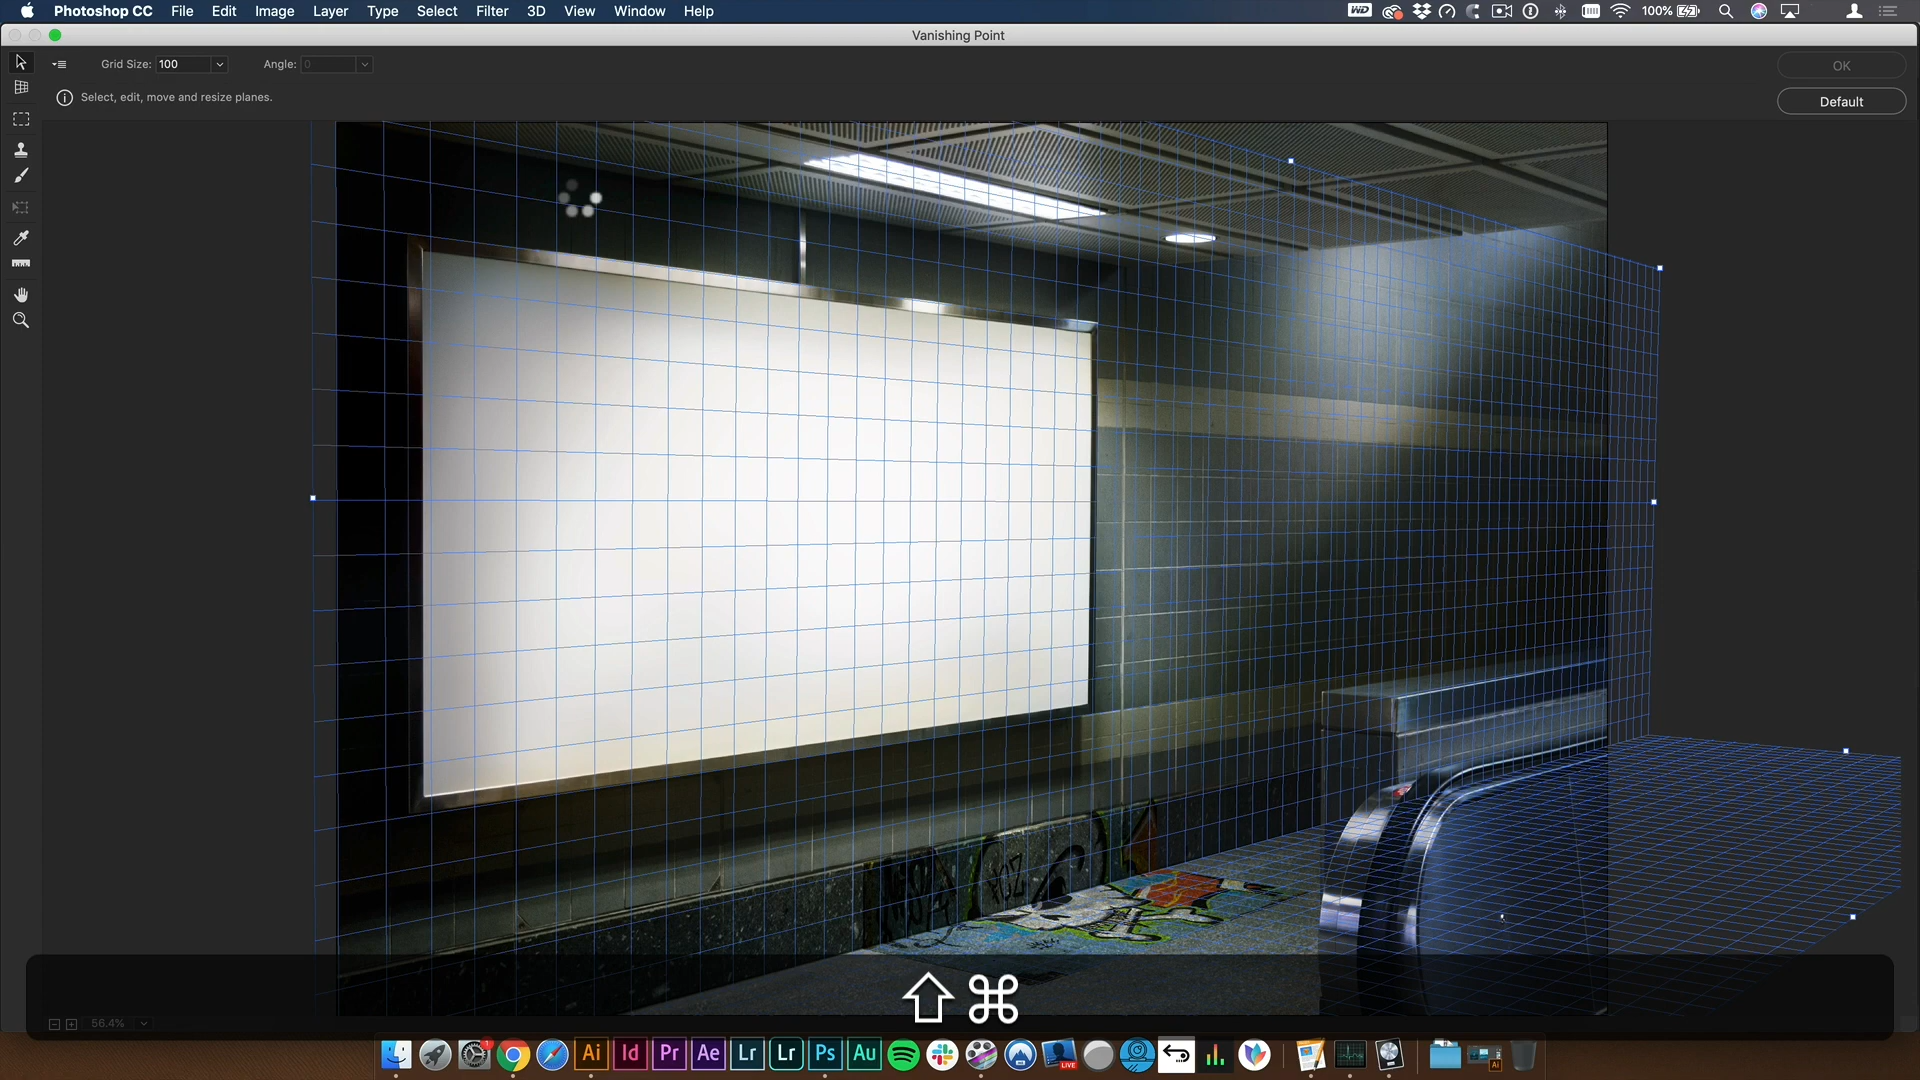 Photoshop CC File Edit Image Layer Type Select Filter 3D View Window Help 100%
Vanishing Point
Grid Size: 100 Angle: 0
OK
Select, edit, move and resize planes.
Default
⇧ ⌘
56.4%
Ai Id Pr Ae Lr Lr Ps Au
LIVE